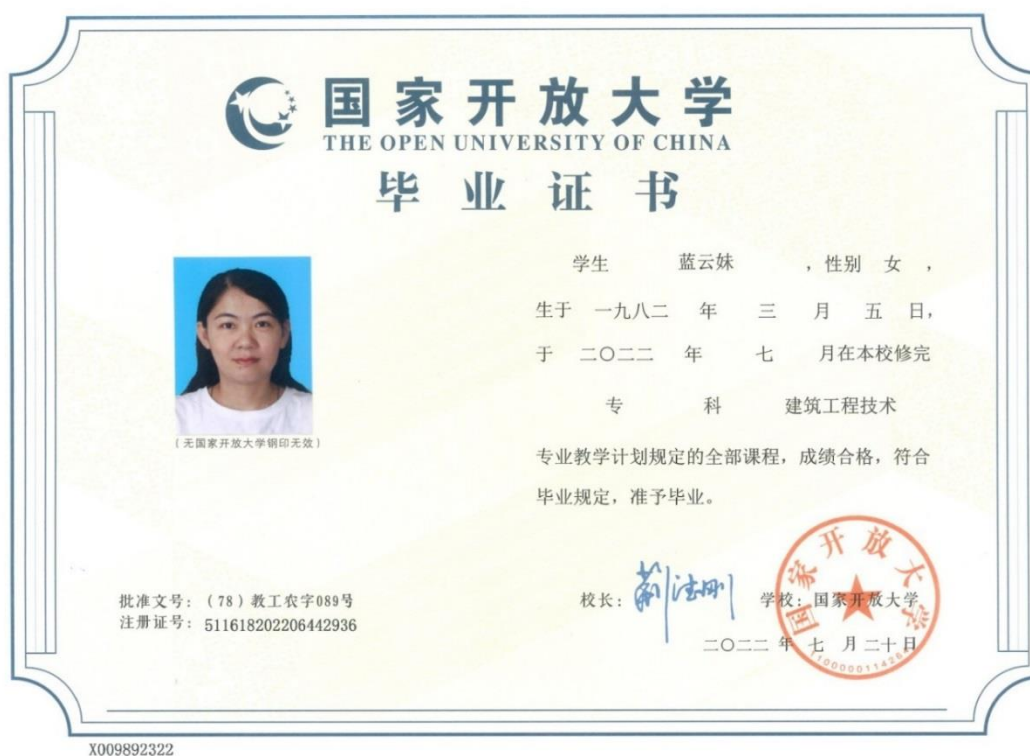 国家开放大学
THE OPEN UNIVERSITY OF CHINA
毕业证书
学生 蓝云妹 ，性别 女 ，
生于 一九八二 年 三 月 五 日，
于 二〇二二 年 七 月在本校修完
专 科 建筑工程技术
专业教学计划规定的全部课程，成绩合格，符合
毕业规定，准予毕业。
（无国家开放大学钢印无效）
批准文号：（78）教工农字089号
注册证号：511618202206442936
校长：
学校：国家开放大学
二〇二二 年 七 月 二十 日
国家开放大学
X009892322